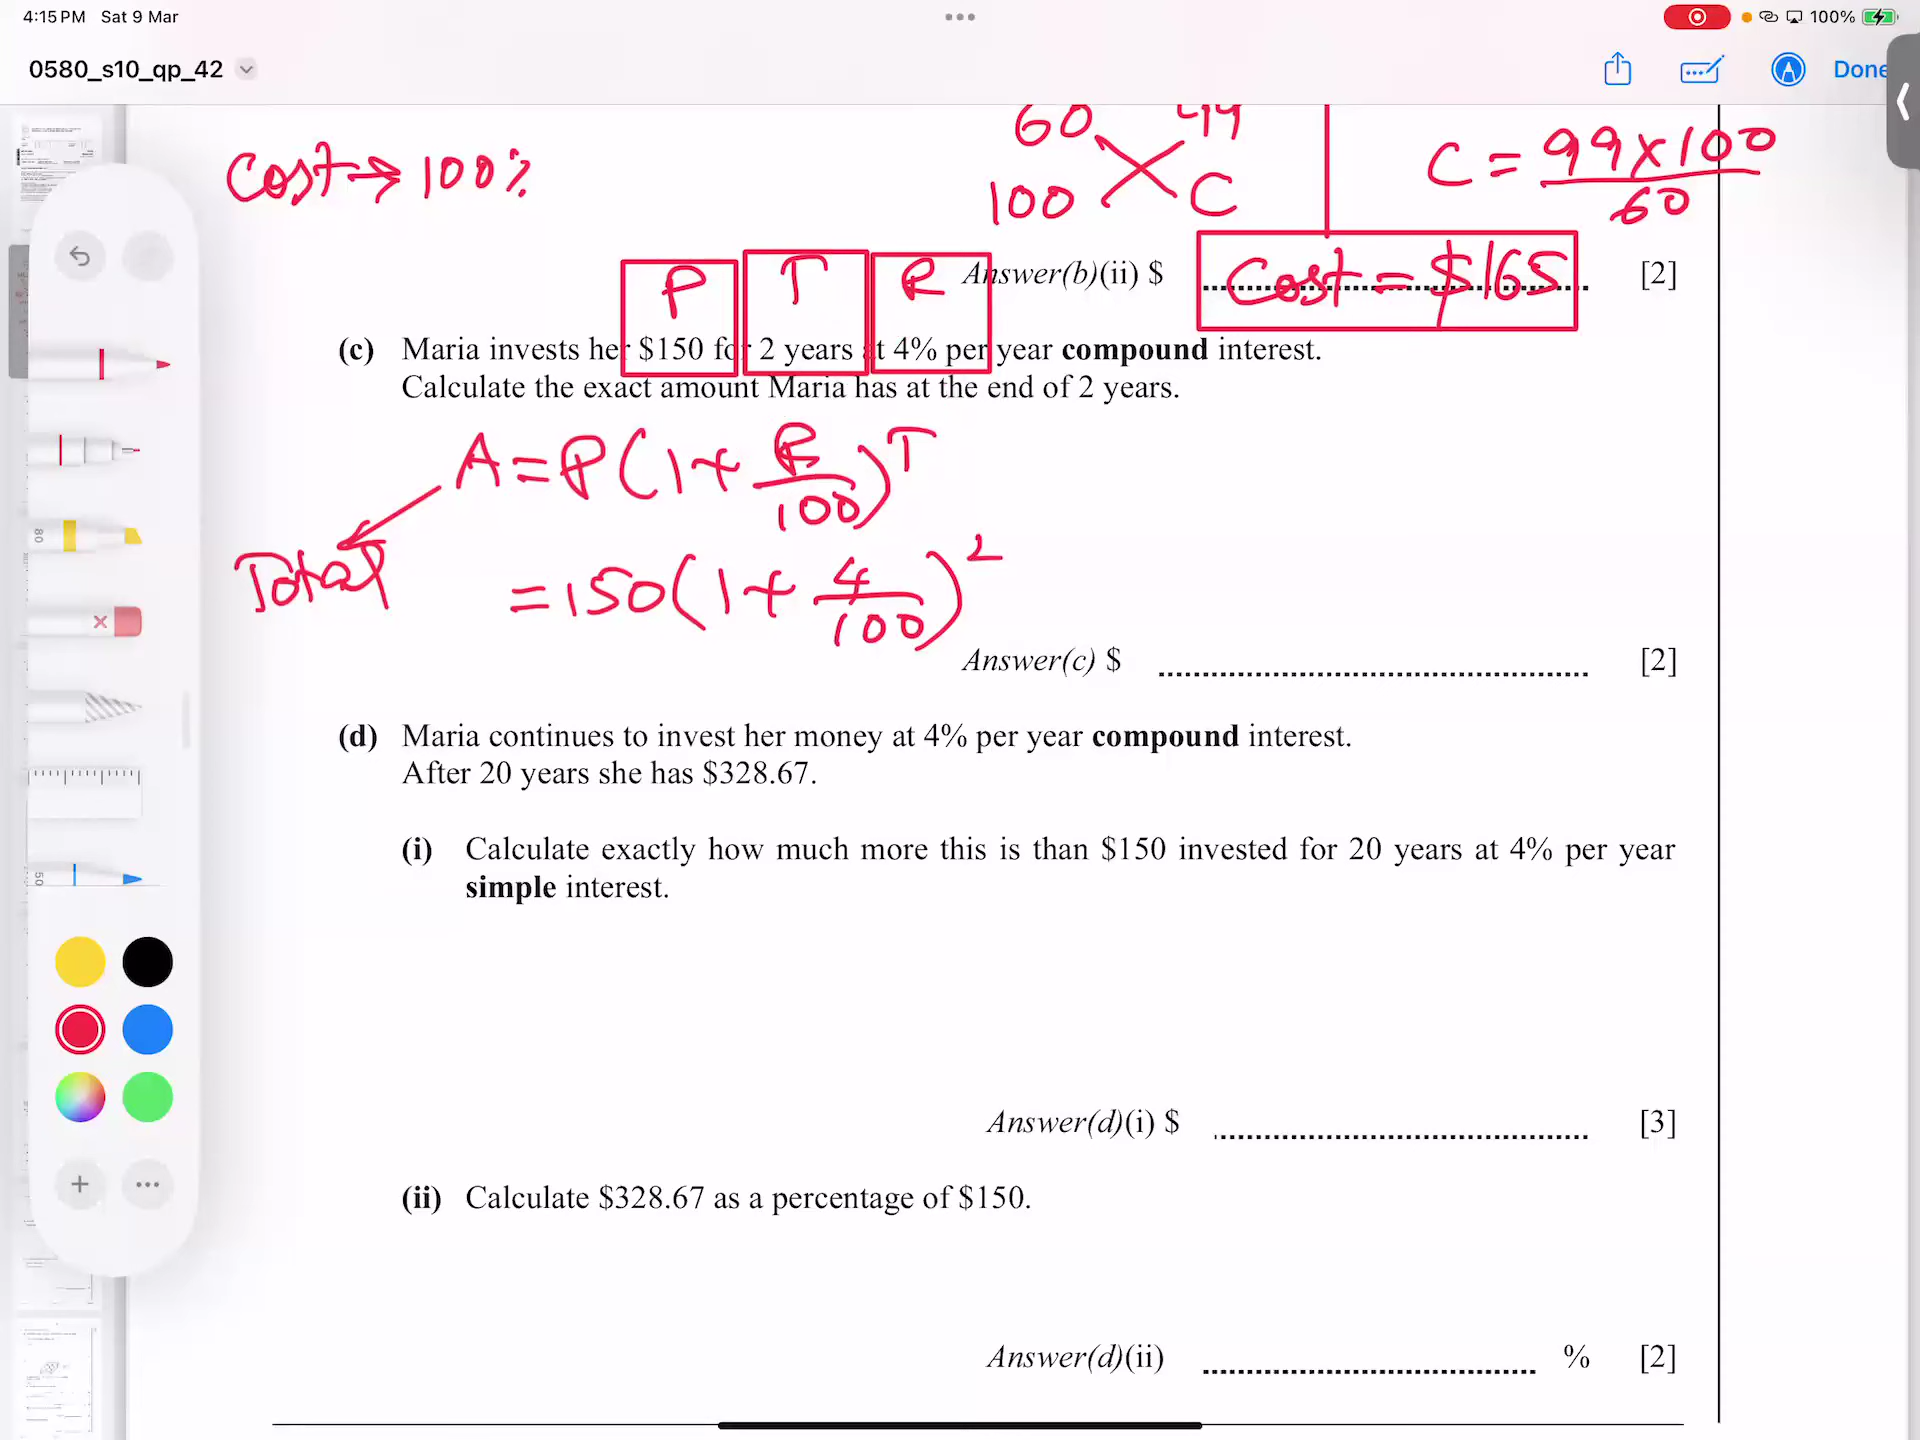 4:15 PM Sat 9 Mar
100%
0580_s10_qp_42
Done
Cost → 100%
60
100 C
C = 99 x 100 / 60
P T R
Answer(b)(ii) $ Cost = $165 [2]
(c) Maria invests her $150 for 2 years at 4% per year compound interest.
Calculate the exact amount Maria has at the end of 2 years.
A = P(1 + R/100)^T
Total
= 150(1 + 4/100)^2
Answer(c) $ ........ [2]
(d) Maria continues to invest her money at 4% per year compound interest.
After 20 years she has $328.67.
(i) Calculate exactly how much more this is than $150 invested for 20 years at 4% per year
simple interest.
Answer(d)(i) $ ........ [3]
(ii) Calculate $328.67 as a percentage of $150.
Answer(d)(ii) ........ % [2]
80
50